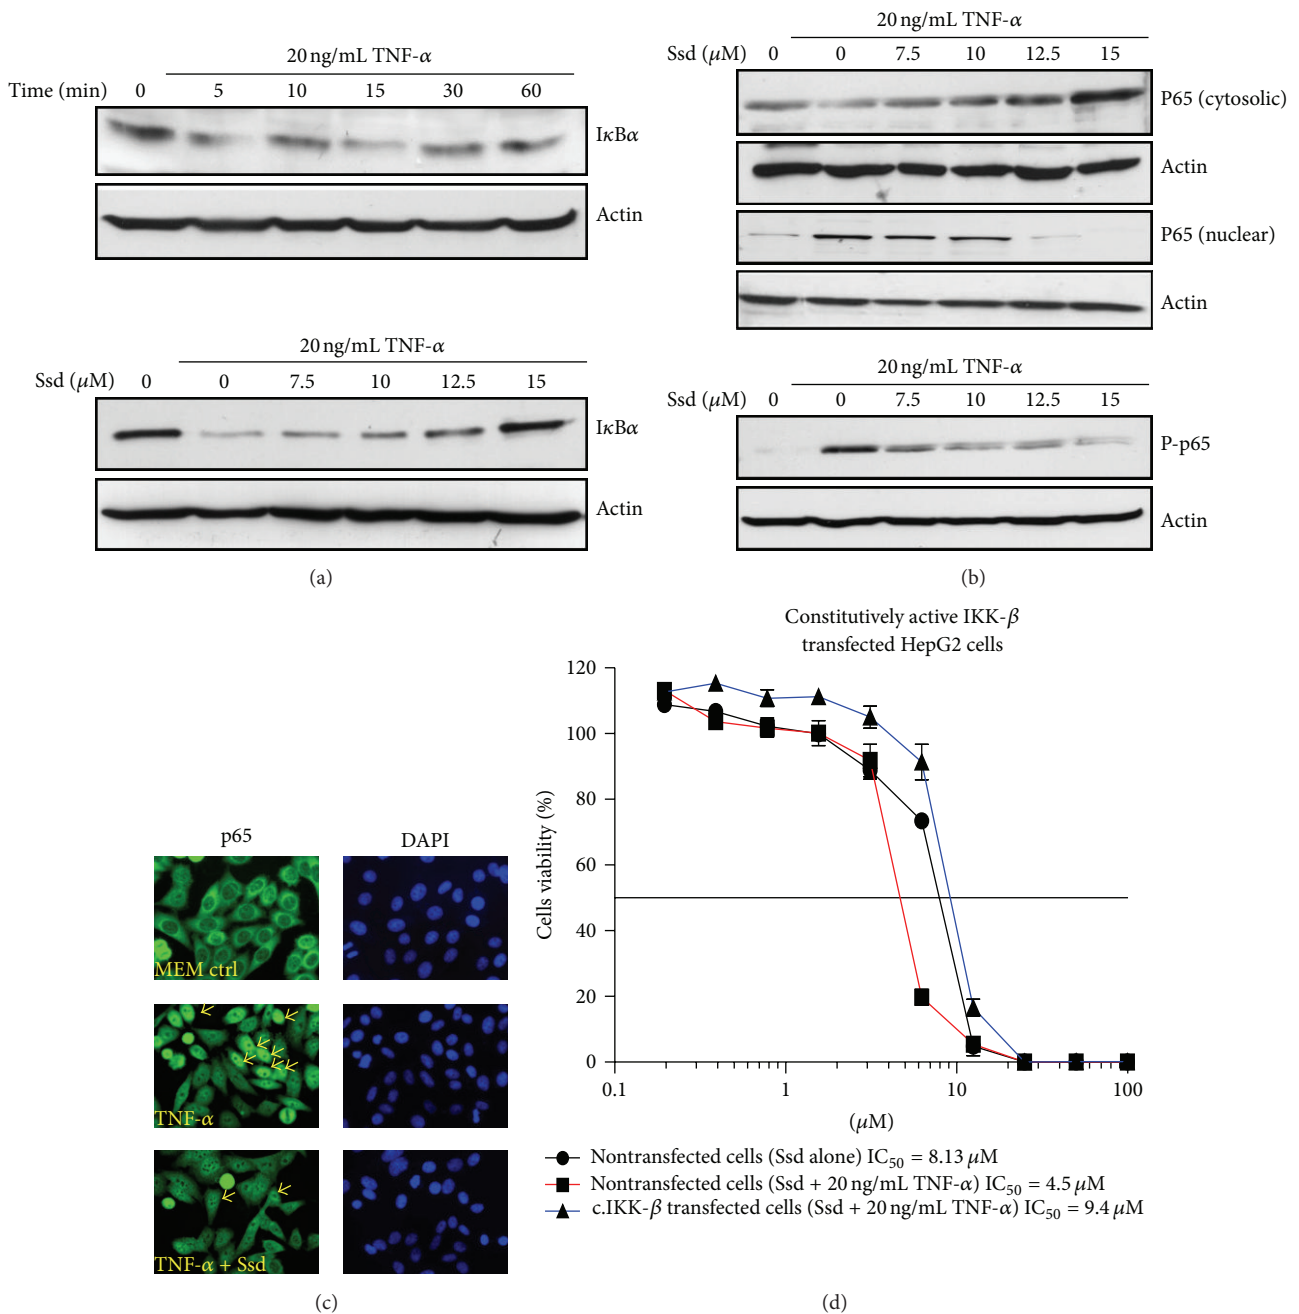 20 ng/mL TNF-α
Time (min) 0 5 10 15 30 60
IκBα
Actin
20 ng/mL TNF-α
Ssd (μM) 0 0 7.5 10 12.5 15
IκBα
Actin
(a)
20 ng/mL TNF-α
Ssd (μM) 0 0 7.5 10 12.5 15
P65 (cytosolic)
Actin
P65 (nuclear)
Actin
20 ng/mL TNF-α
Ssd (μM) 0 0 7.5 10 12.5 15
P-p65
Actin
(b)
p65 DAPI
MEM ctrl
TNF-α
TNF-α + Ssd
(c)
Constitutively active IKK-β
transfected HepG2 cells
Cells viability (%)
120
100
80
60
40
20
0
0.1 1 10 100
(μM)
Nontransfected cells (Ssd alone) IC50 = 8.13 μM
Nontransfected cells (Ssd + 20 ng/mL TNF-α) IC50 = 4.5 μM
c.IKK-β transfected cells (Ssd + 20 ng/mL TNF-α) IC50 = 9.4 μM
(d)